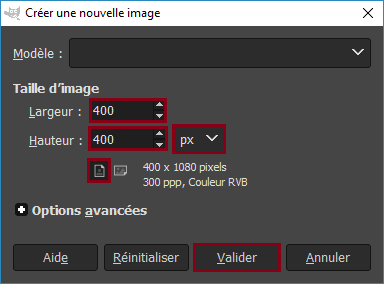 Créer une nouvelle image
Modèle :
Taille d'image
Largeur : 400
Hauteur : 400 px
400 x 1080 pixels
300 ppp, Couleur RVB
Options avancées
Aide Réinitialiser Valider Annuler